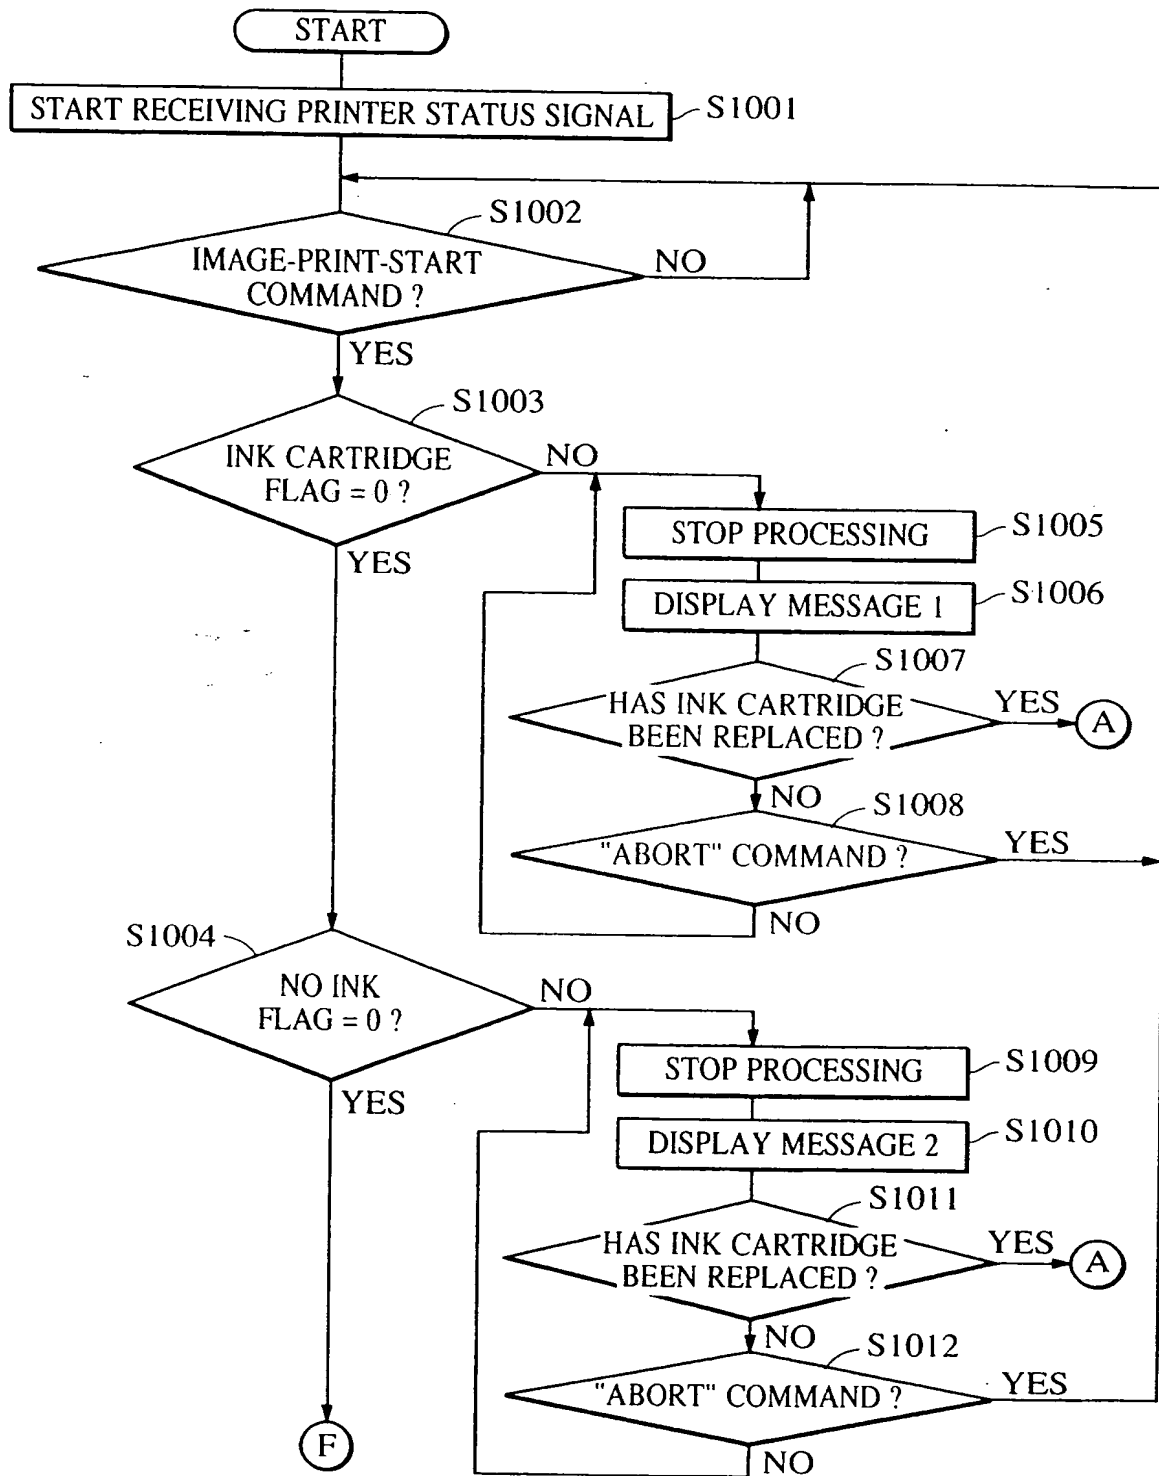 START
START RECEIVING PRINTER STATUS SIGNAL
S1001
S1002
IMAGE-PRINT-START
COMMAND ?
NO
YES
S1003
INK CARTRIDGE
FLAG = 0 ?
NO
YES
STOP PROCESSING
S1005
DISPLAY MESSAGE 1
S1006
S1007
HAS INK CARTRIDGE
BEEN REPLACED ?
YES
A
NO
S1008
"ABORT" COMMAND ?
YES
NO
S1004
NO INK
FLAG = 0 ?
NO
YES
STOP PROCESSING
S1009
DISPLAY MESSAGE 2
S1010
S1011
HAS INK CARTRIDGE
BEEN REPLACED ?
YES
A
NO
S1012
"ABORT" COMMAND ?
YES
NO
F